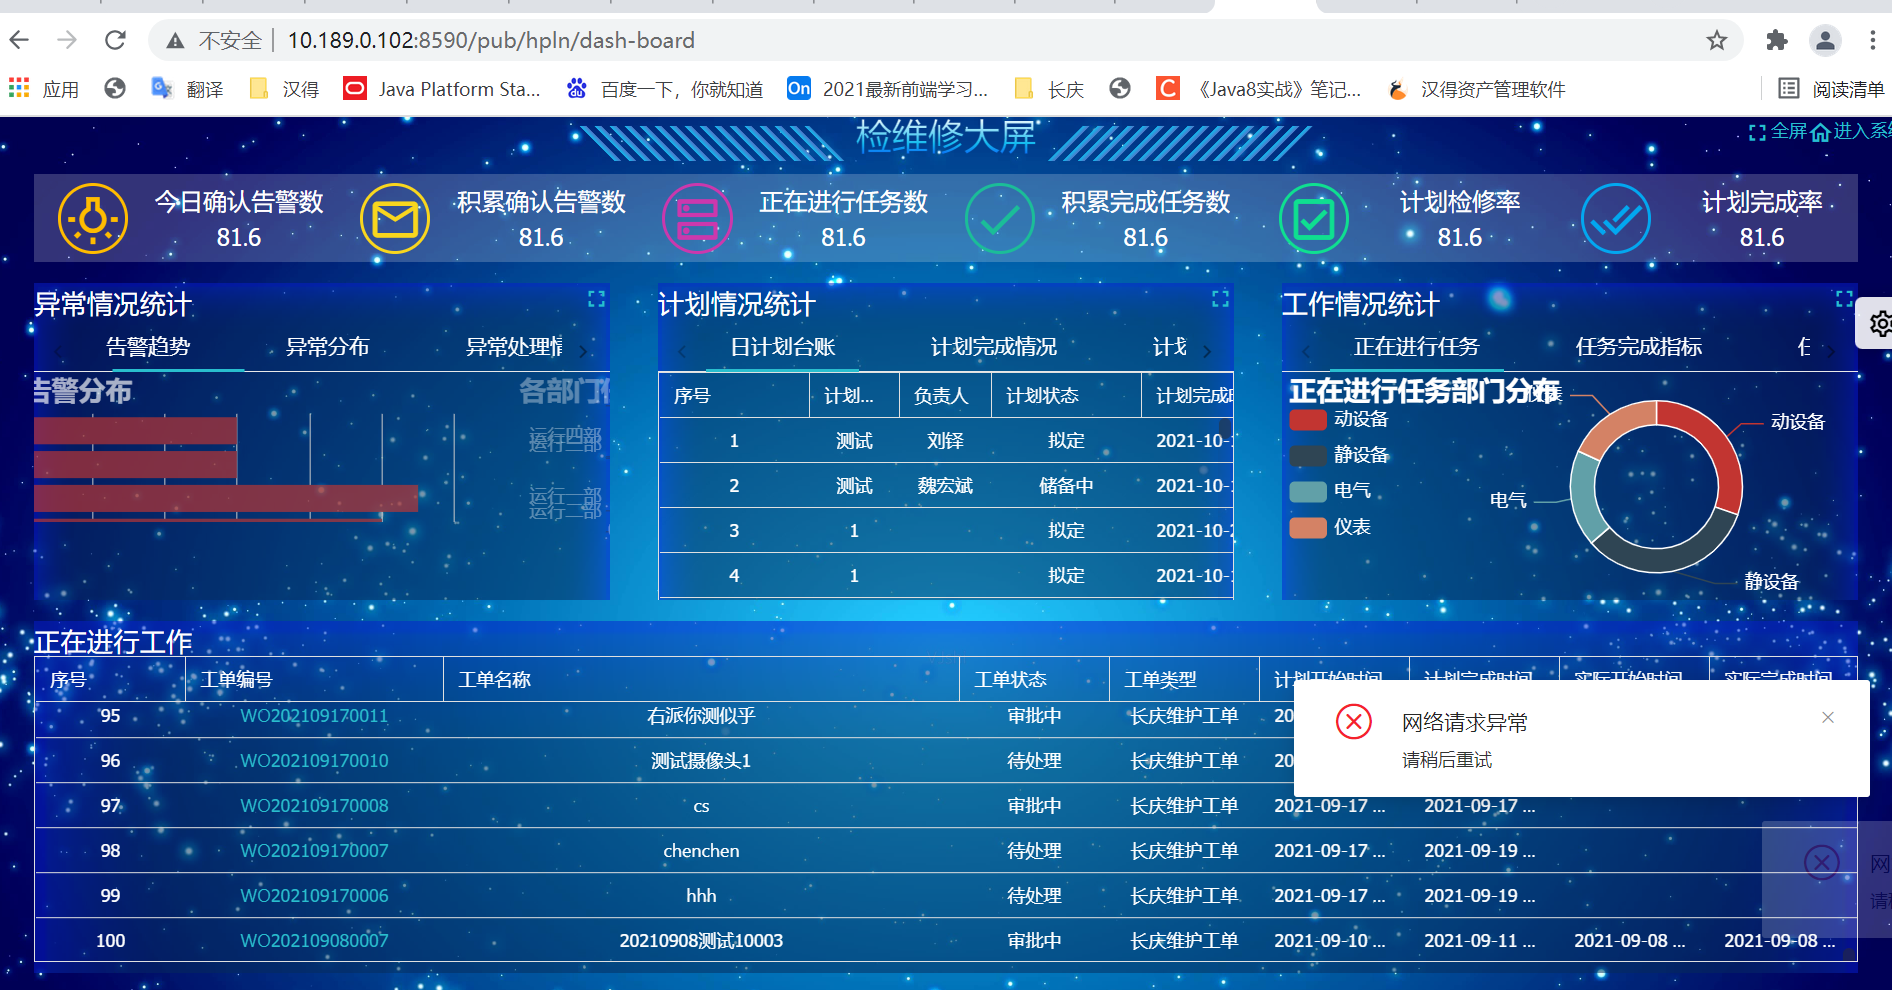 不安全 10.189.0.102:8590/pub/hpln/dash-board
应用 翻译 汉得 Java Platform Sta... 百度一下，你就知道 On 2021最新前端学习... 长庆 C 《Java8实战》笔记... 汉得资产管理软件 阅读清单
检维修大屏
全屏 进入系
今日确认告警数 积累确认告警数 正在进行任务数 积累完成任务数 计划检修率 计划完成率
81.6 81.6 81.6 81.6 81.6 81.6
异常情况统计 计划情况统计 工作情况统计
告警趋势 异常分布 异常处理 日计划台账 计划完成情况 计划 正在进行任务 任务完成指标
告警分布 各部门
运行四部
运行三部
运行一部
运行二部
序号 计划... 负责人 计划状态 计划完成
1 测试 刘铎 拟定 2021-10-
2 测试 魏宏斌 储备中 2021-10-
3 1 拟定 2021-10-
4 1 拟定 2021-10-
正在进行任务部门分布
动设备
静设备
电气
仪表
仪表
动设备
电气
静设备
正在进行工作
序号 工单编号 工单名称 工单状态 工单类型 计划开始时间 计划完成时间 实际开始时间 实际完成时间
95 WO202109170011 右派你测似乎 审批中 长庆维护工单 20
96 WO202109170010 测试摄像头1 待处理 长庆维护工单 20
97 WO202109170008 cs 审批中 长庆维护工单 2021-09-17 ... 2021-09-17 ...
98 WO202109170007 chenchen 待处理 长庆维护工单 2021-09-17 ... 2021-09-19 ...
99 WO202109170006 hhh 待处理 长庆维护工单 2021-09-17 ... 2021-09-19 ...
100 WO202109080007 20210908测试10003 审批中 长庆维护工单 2021-09-10 ... 2021-09-11 ... 2021-09-08 ... 2021-09-08 ...
网络请求异常
请稍后重试
网
请